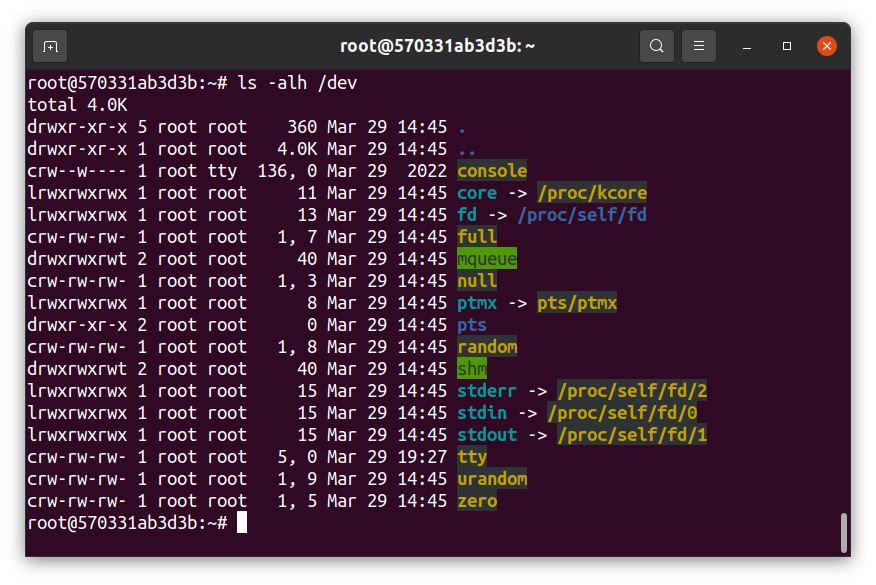 root@570331ab3d3b:~
root@570331ab3d3b:~# ls -alh /dev
total 4.0K
drwxr-xr-x 5 root root    360 Mar 29 14:45 .
drwxr-xr-x 1 root root   4.0K Mar 29 14:45 ..
crw--w---- 1 root tty  136, 0 Mar 29  2022 console
lrwxrwxrwx 1 root root     11 Mar 29 14:45 core -> /proc/kcore
lrwxrwxrwx 1 root root     13 Mar 29 14:45 fd -> /proc/self/fd
crw-rw-rw- 1 root root   1, 7 Mar 29 14:45 full
drwxrwxrwt 2 root root     40 Mar 29 14:45 mqueue
crw-rw-rw- 1 root root   1, 3 Mar 29 14:45 null
lrwxrwxrwx 1 root root      8 Mar 29 14:45 ptmx -> pts/ptmx
drwxr-xr-x 2 root root      0 Mar 29 14:45 pts
crw-rw-rw- 1 root root   1, 8 Mar 29 14:45 random
drwxrwxrwt 2 root root     40 Mar 29 14:45 shm
lrwxrwxrwx 1 root root     15 Mar 29 14:45 stderr -> /proc/self/fd/2
lrwxrwxrwx 1 root root     15 Mar 29 14:45 stdin -> /proc/self/fd/0
lrwxrwxrwx 1 root root     15 Mar 29 14:45 stdout -> /proc/self/fd/1
crw-rw-rw- 1 root root   5, 0 Mar 29 19:27 tty
crw-rw-rw- 1 root root   1, 9 Mar 29 14:45 urandom
crw-rw-rw- 1 root root   1, 5 Mar 29 14:45 zero
root@570331ab3d3b:~#